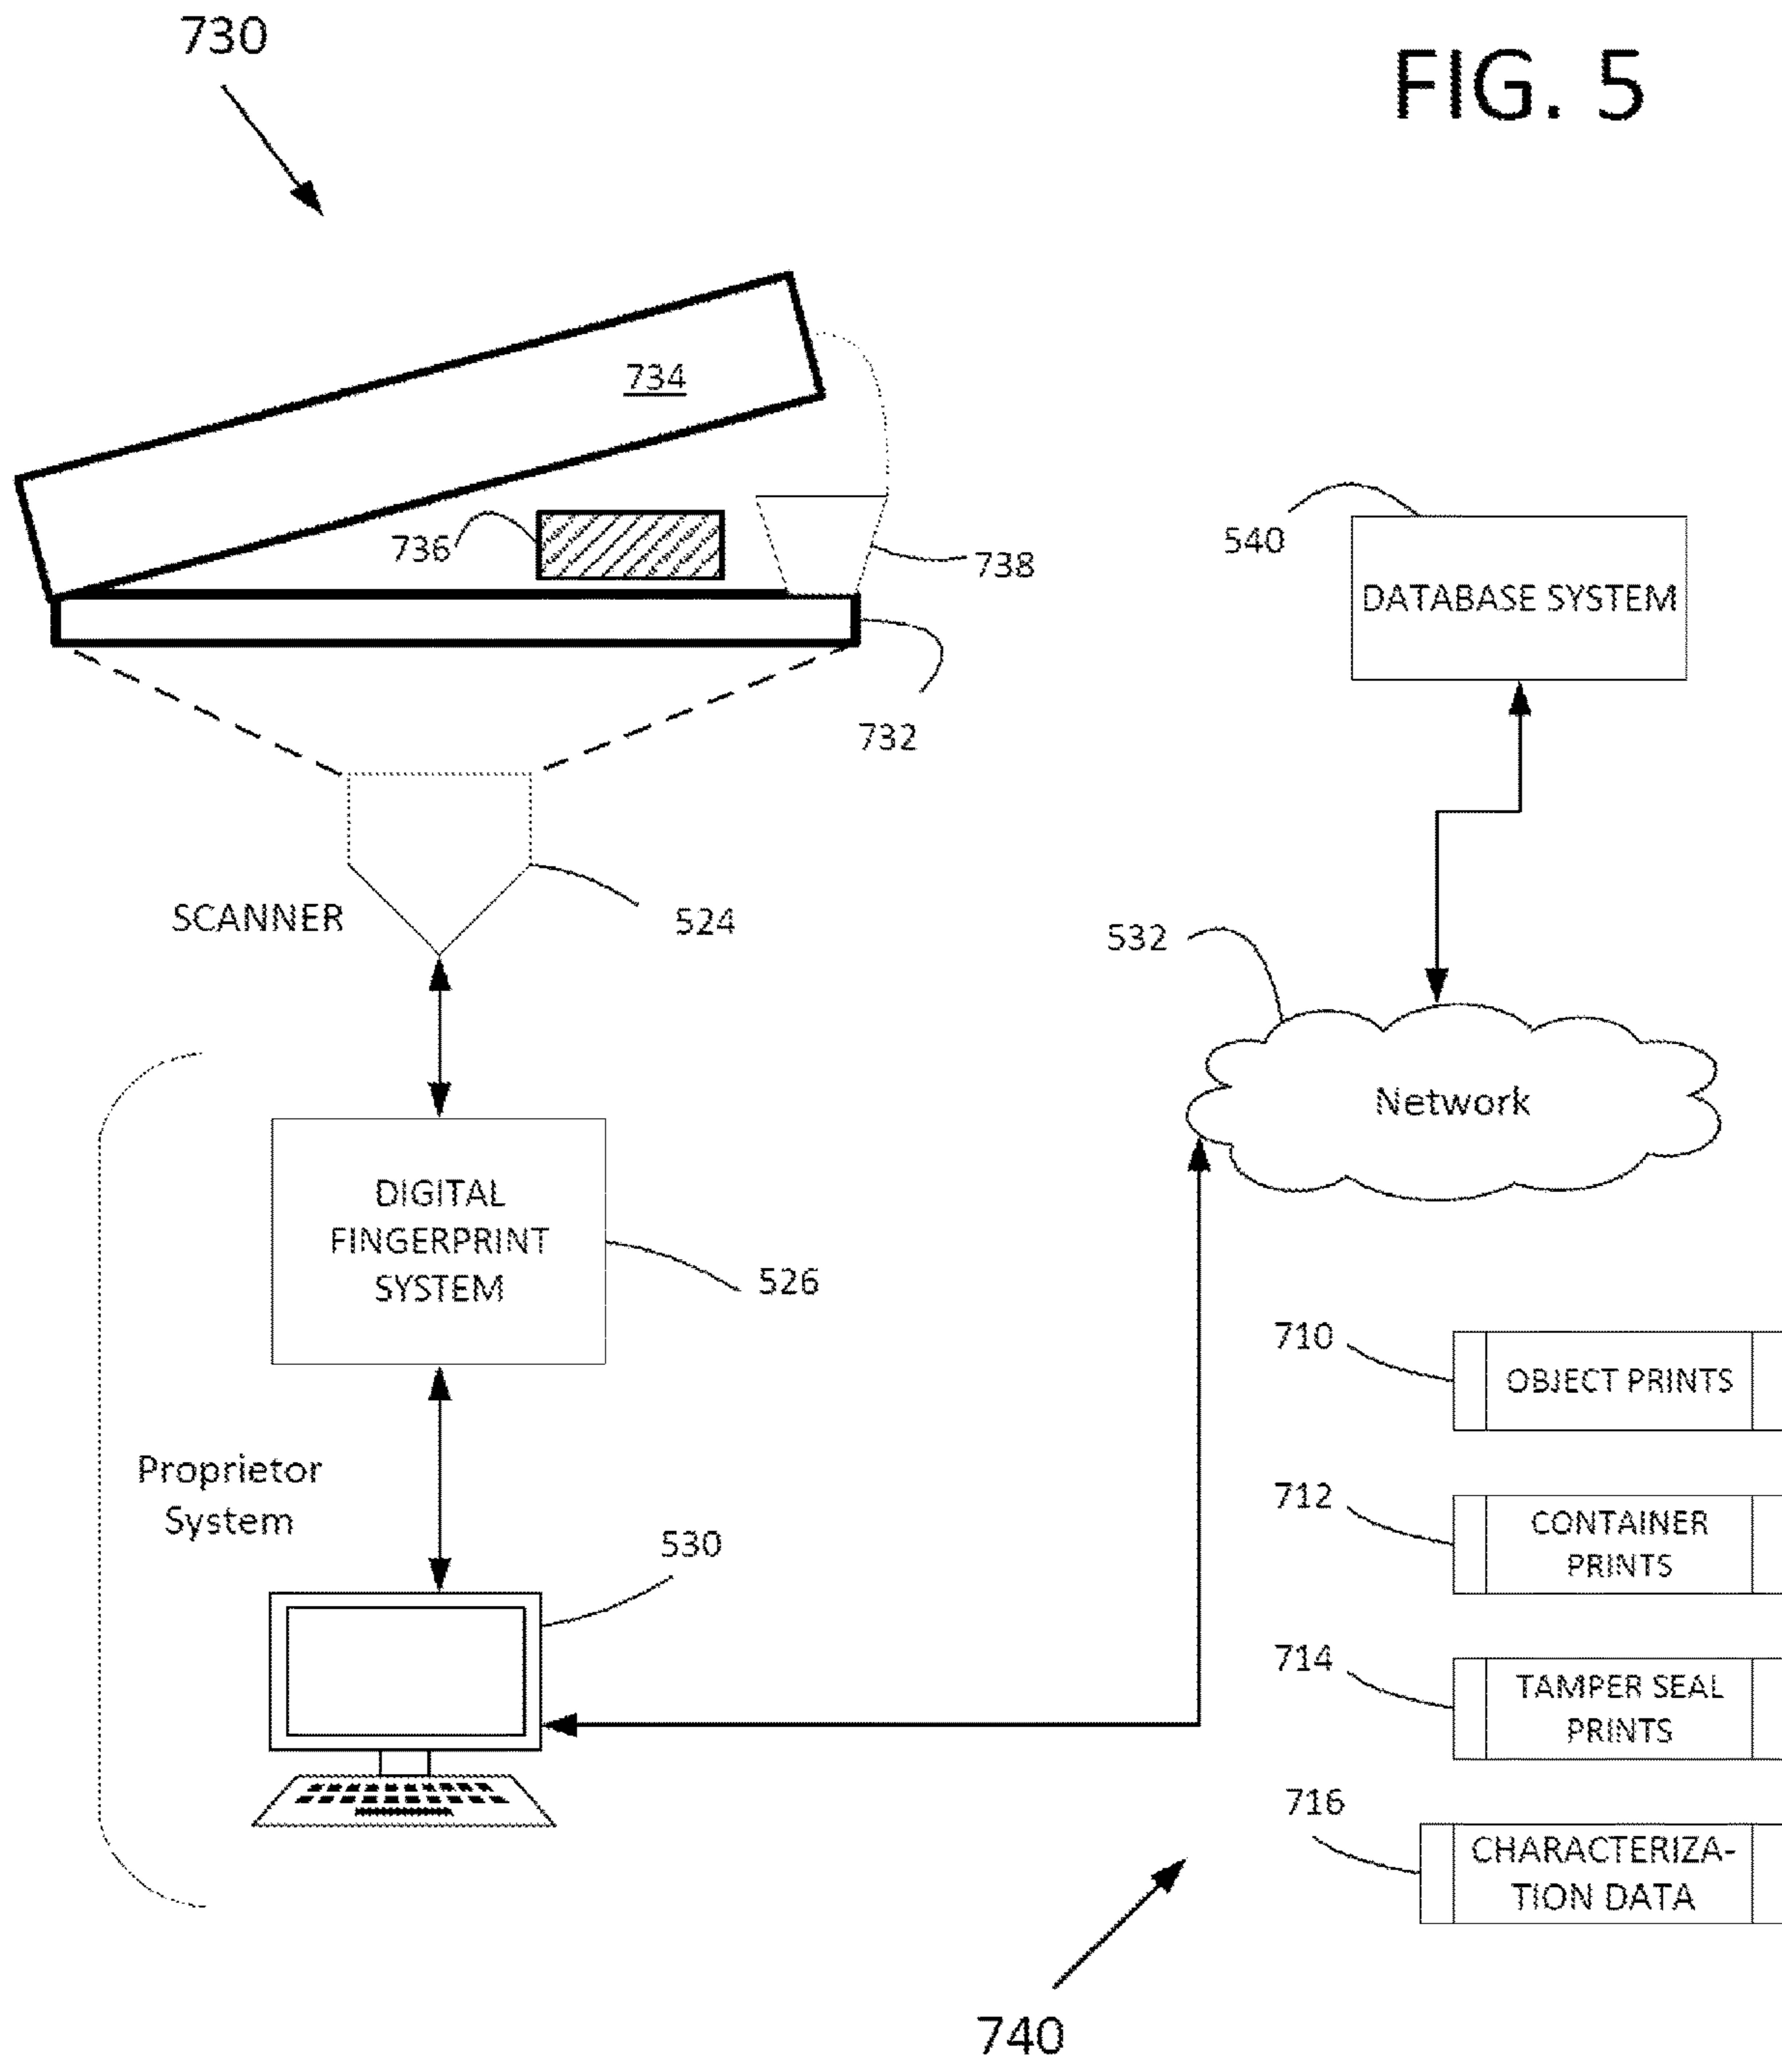 730
FIG. 5
734
736
738
732
540
DATABASE SYSTEM
SCANNER
524
532
Network
DIGITAL
FINGERPRINT
SYSTEM
526
710
OBJECT PRINTS
Proprietor
System
712
CONTAINER
PRINTS
530
714
TAMPER SEAL
PRINTS
716
CHARACTERIZA-
TION DATA
740